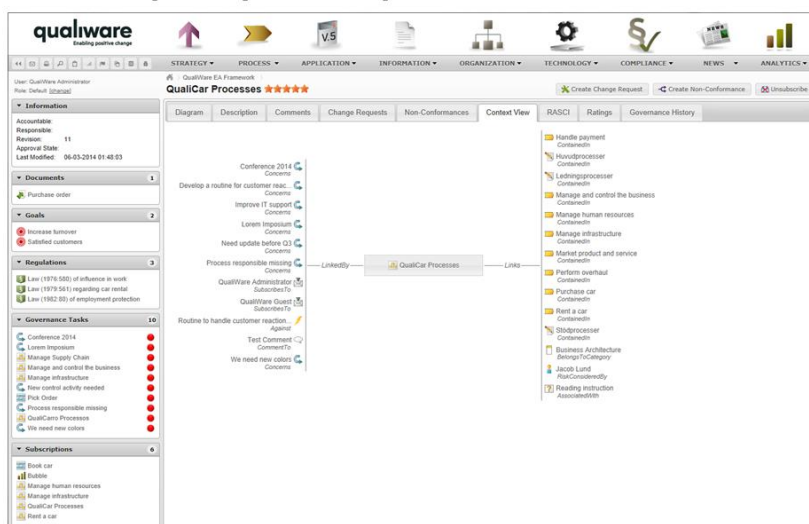 qualiware
Enabling positive change
V.5
NEWS
STRATEGY
PROCESS
APPLICATION
INFORMATION
ORGANIZATION
TECHNOLOGY
COMPLIANCE
NEWS
ANALYTICS
User: QualiWare Administrator
Role: Default [change]
QualiWare EA Framework
QualiCar Processes
Create Change Request
Create Non-Conformance
Unsubscribe
Diagram
Description
Comments
Change Requests
Non-Conformances
Context View
RASCI
Ratings
Governance History
Information
Accountable:
Responsible:
Revision: 11
Approval State:
Last Modified: 06-03-2014 01:48:03
Documents 1
Purchase order
Goals 2
Increase turnover
Satisfied customers
Regulations 3
Law (1976:580) of influence in work
Law (1979:561) regarding car rental
Law (1982:80) of employment protection
Governance Tasks 10
Conference 2014
Lorem Imposium
Manage Supply Chain
Manage and control the business
Manage infrastructure
New control activity needed
Pick Order
Process responsible missing
QualiCarro Processos
We need new colors
Subscriptions 6
Book car
Bubble
Manage human resources
Manage infrastructure
QualiCar Processes
Rent a car
Conference 2014
Concerns
Develop a routine for customer reac...
Concerns
Improve IT support
Concerns
Lorem Imposium
Concerns
Need update before Q3
Concerns
Process responsible missing
Concerns
QualiWare Administrator
SubscribesTo
QualiWare Guest
SubscribesTo
Routine to handle customer reaction...
Against
Test Comment
CommentTo
We need new colors
Concerns
LinkedBy
QualiCar Processes
Links
Handle payment
ContainedIn
Huvudprocesser
ContainedIn
Ledningsprocesser
ContainedIn
Manage and control the business
ContainedIn
Manage human resources
ContainedIn
Manage infrastructure
ContainedIn
Market product and service
ContainedIn
Perform overhaul
ContainedIn
Purchase car
ContainedIn
Rent a car
ContainedIn
Stödprocesser
ContainedIn
Business Architecture
BelongsToCategory
Jacob Lund
RiskConsideredBy
Reading instruction
AssociatedWith